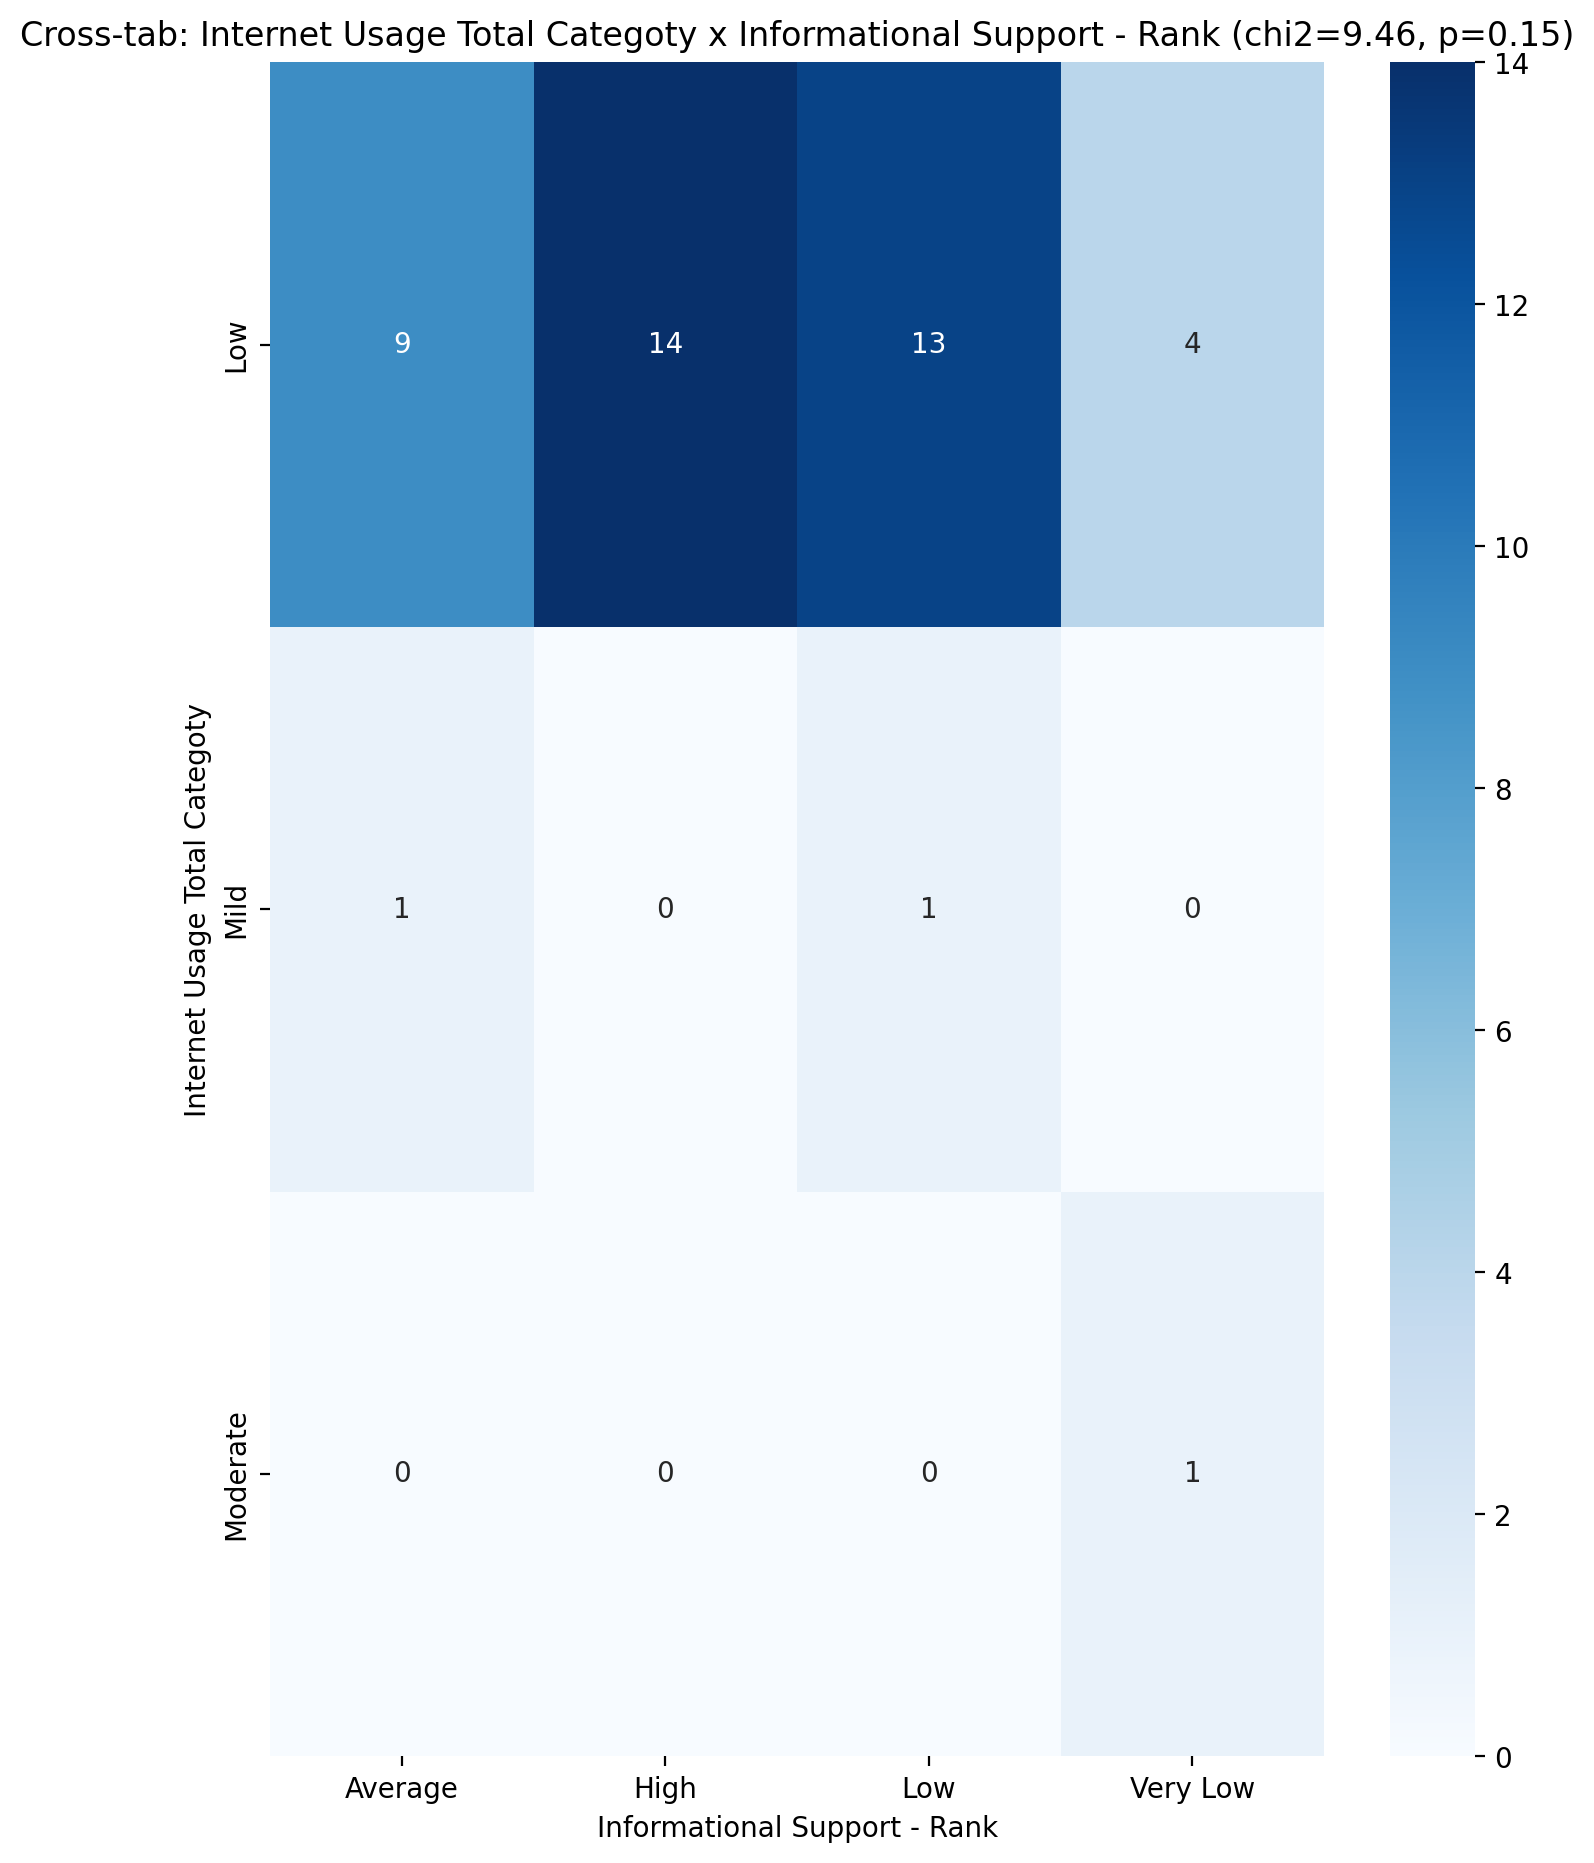 Cross-tab: Internet Usage Total Categoty x Informational Support - Rank (chi2=9.46, p=0.15)
Internet Usage Total Categoty
Low
Mild
Moderate
9 14 13 4
1 0 1 0
0 0 0 1
Average High Low Very Low
Informational Support - Rank
14
12
10
8
6
4
2
0